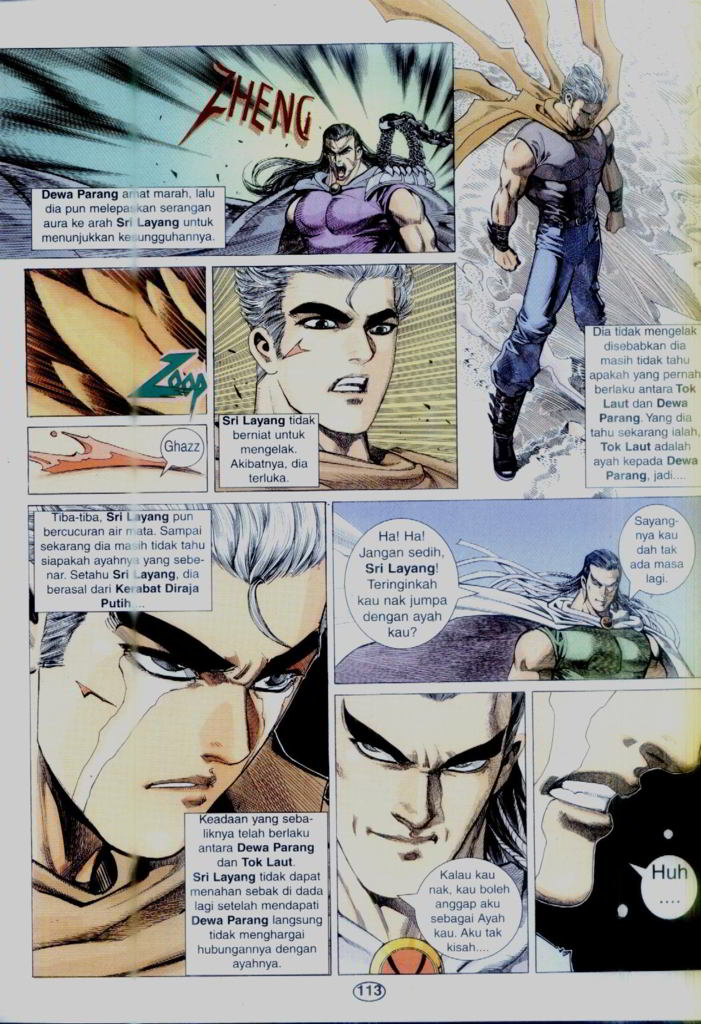 ZHENG
Dewa Parang amat marah, lalu
dia pun melepaskan serangan
aura ke arah Sri Layang untuk
menunjukkan kesungguhannya.
Dia tidak mengelak
disebabkan dia
masih tidak tahu
apakah yang pernah
berlaku antara Tok
Laut dan Dewa
Parang. Yang dia
tahu sekarang ialah,
Tok Laut adalah
ayah kepada Dewa
Parang, jadi....
Zoop
Ghazz
Sri Layang tidak
berniat untuk
mengelak.
Akibatnya, dia
terluka.
Tiba-tiba, Sri Layang pun
bercucuran air mata. Sampai
sekarang dia masih tidak tahu
siapakah ayahnya yang sebe-
nar. Setahu Sri Layang, dia
berasal dari Kerabat Diraja
Putih....
Keadaan yang seba-
liknya telah berlaku
antara Dewa Parang
dan Tok Laut.
Sri Layang tidak dapat
menahan sebak di dada
lagi setelah mendapati
Dewa Parang langsung
tidak menghargai
hubungannya dengan
ayahnya.
Ha! Ha!
Jangan sedih,
Sri Layang!
Teringinkah
kau nak jumpa
dengan ayah
kau?
Sayang-
nya kau
dah tak
ada masa
lagi.
Kalau kau
nak, kau boleh
anggap aku
sebagai Ayah
kau. Aku tak
kisah....
Huh
....
113